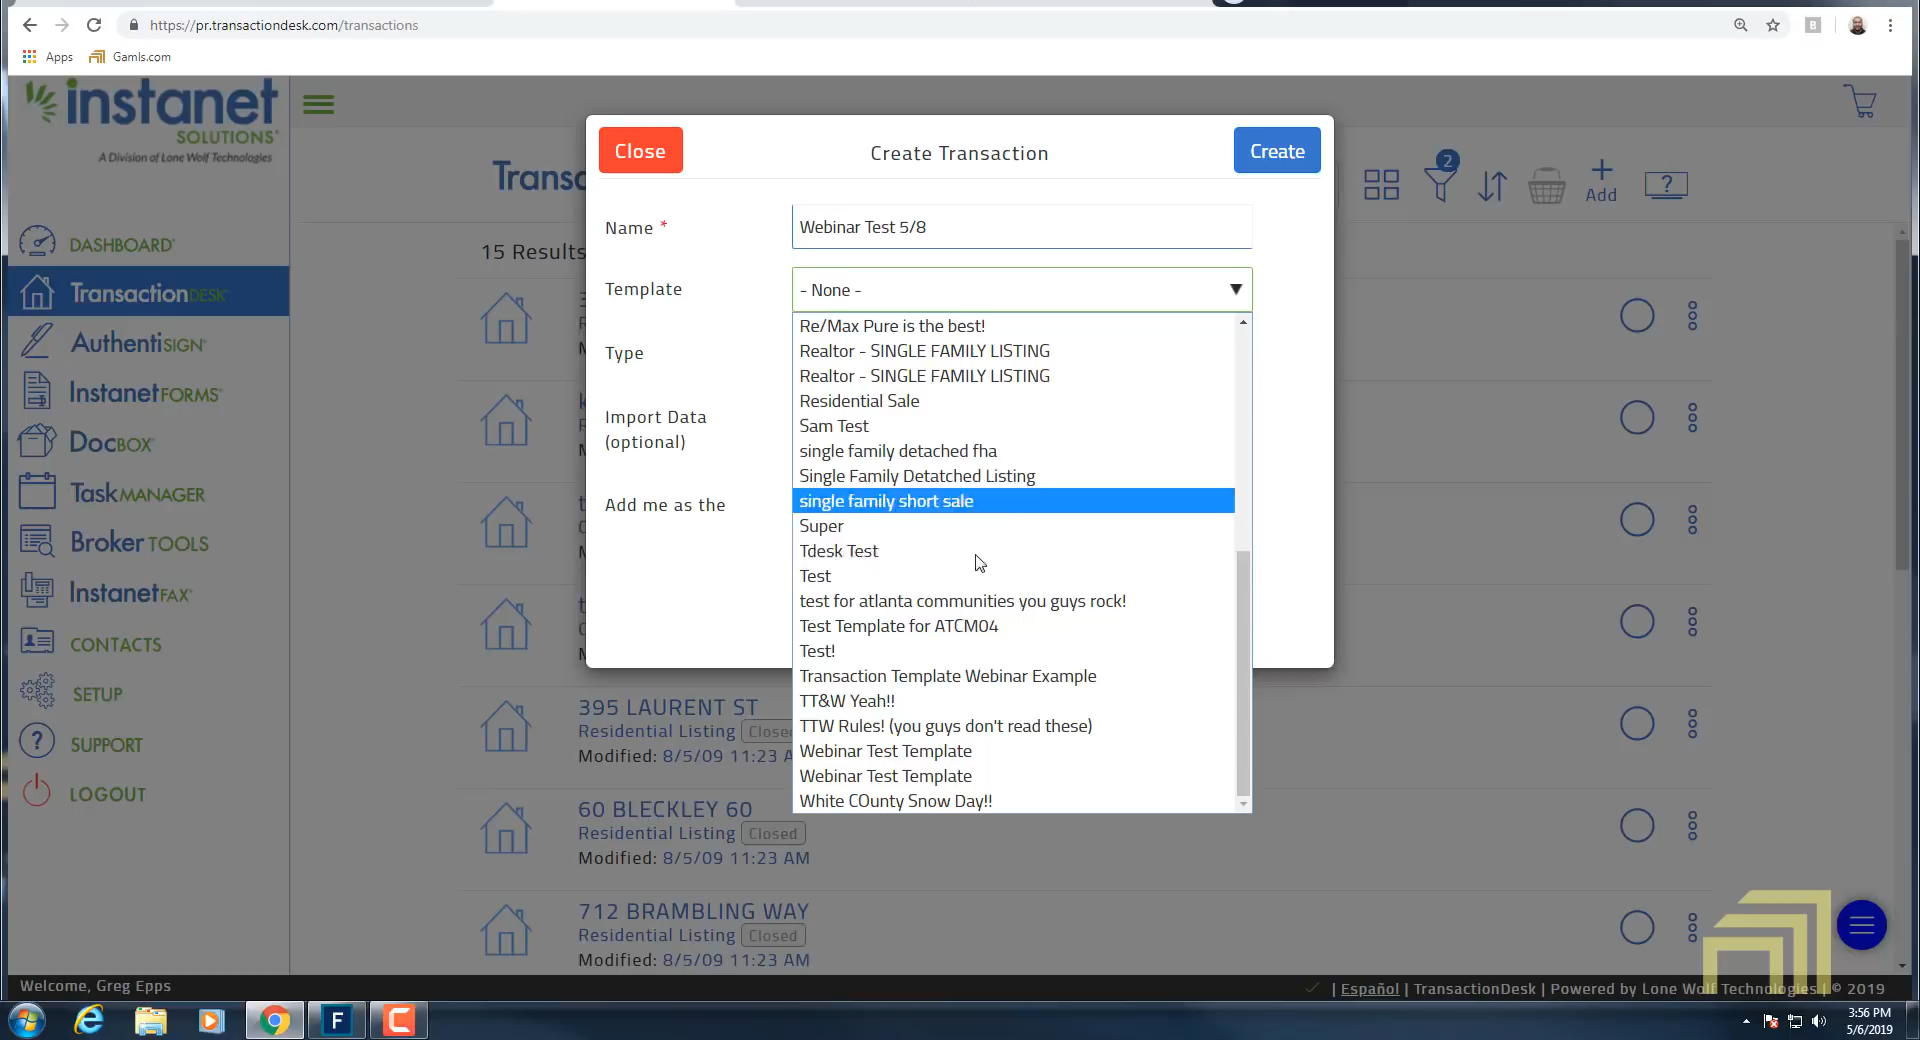 https://pr.transactiondesk.com/transactions
Apps
Gamls.com
instanet
SOLUTIONS
A Division of Lone Wolf Technologies
DASHBOARD
TransactionDESK
AuthentiSIGN
InstanetFORMS
DocBOX
TaskMANAGER
Broker TOOLS
InstanetFAX
CONTACTS
SETUP
SUPPORT
LOGOUT
2
Add
?
15 Results
Close
Create Transaction
Create
Name *
Webinar Test 5/8
Template
- None -
Type
Import Data
(optional)
Add me as the
Re/Max Pure is the best!
Realtor - SINGLE FAMILY LISTING
Realtor - SINGLE FAMILY LISTING
Residential Sale
Sam Test
single family detached fha
Single Family Detatched Listing
single family short sale
Super
Tdesk Test
Test
test for atlanta communities you guys rock!
Test Template for ATCM04
Test!
Transaction Template Webinar Example
TT&W Yeah!!
TTW Rules! (you guys don't read these)
Webinar Test Template
Webinar Test Template
White COunty Snow Day!!
395 LAURENT ST
Residential Listing
Modified: 8/5/09 11:23 A
60 BLECKLEY 60
Residential Listing Closed
Modified: 8/5/09 11:23 AM
712 BRAMBLING WAY
Residential Listing Closed
Modified: 8/5/09 11:23 AM
Welcome, Greg Epps
| Español | TransactionDesk | Powered by Lone Wolf Technologies | © 2019
3:56 PM
5/6/2019